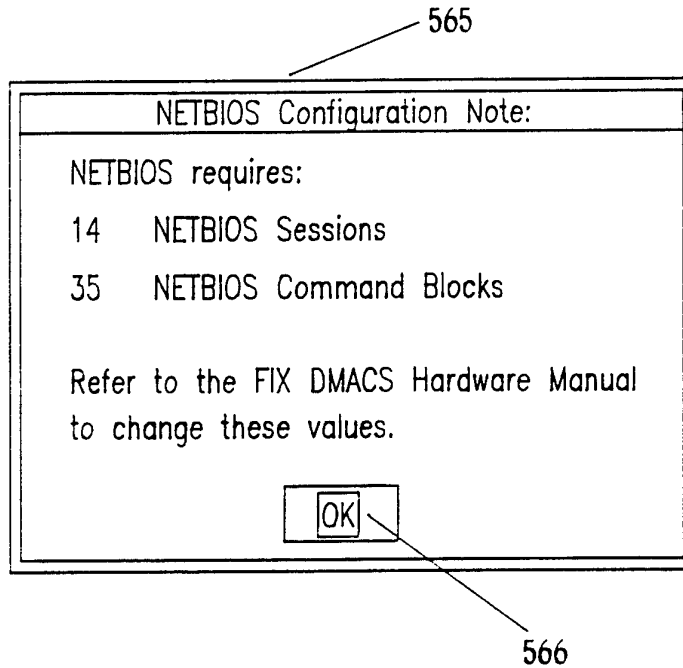 565
NETBIOS Configuration Note:
NETBIOS requires:
14 NETBIOS Sessions
35 NETBIOS Command Blocks
Refer to the FIX DMACS Hardware Manual
to change these values.
OK
566